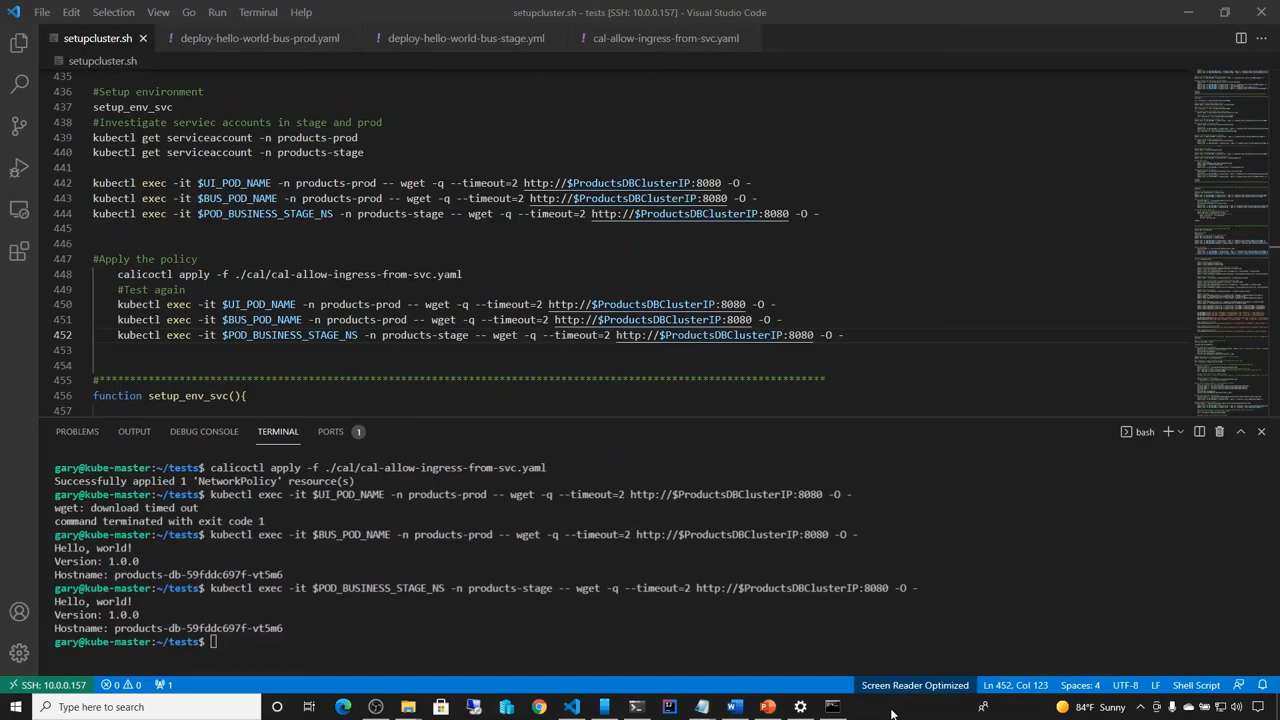 File Edit Selection View Go Run Terminal Help
setupcluster.sh - tests [SSH: 10.0.0.157] - Visual Studio Code
setupcluster.sh
deploy-hello-world-bus-prod.yaml
deploy-hello-world-bus-stage.yml
cal-allow-ingress-from-svc.yaml
setupcluster.sh
435
436 #Setup environment
437 setup_env_svc
438 #Investigate serviec accounts in stage/prod
439 kubectl get serviceaccount -n produ
440 kubectl get serviceaccount -n produ
441
442 kubectl exec -it $UI_POD_NAME -n products-prod -- wget -q --timeout=2 http://$ProductsDBClusterIP:8080 -O -
443 kubectl exec -it $BUS_POD_NAME -n products-prod -- wget -q --timeout=2 http://$ProductsDBClusterIP:8080 -O -
444 kubectl exec -it $POD_BUSINESS_STAGE_NS -n products-stage -- wget -q --timeout=2 http://$ProductsDBClusterIP:8080 -O -
445
446
447 #Apply the policy
448 calicoctl apply -f ./cal/cal-allow-ingress-from-svc.yaml
449 #Test again
450 kubectl exec -it $UI_POD_NAME -n products-prod -- wget -q --timeout=2 http://$ProductsDBClusterIP:8080 -O -
451 kubectl exec -it $BUS_POD_NAME -n products-prod -- wget -q --timeout=2 http://$ProductsDBClusterIP:8080 -O -
452 kubectl exec -it $POD_BUSINESS_STAGE_NS -n products-stage -- wget -q --timeout=2 http://$ProductsDBClusterIP:8080 -O -
453
454
455
456 function setup_env_svc(){
457
PROBLEMS OUTPUT DEBUG CONSOLE TERMINAL 1
bash
gary@kube-master:~/tests$ calicoctl apply -f ./cal/cal-allow-ingress-from-svc.yaml
Successfully applied 1 'NetworkPolicy' resource(s)
gary@kube-master:~/tests$ kubectl exec -it $UI_POD_NAME -n products-prod -- wget -q --timeout=2 http://$ProductsDBClusterIP:8080 -O -
wget: download timed out
command terminated with exit code 1
gary@kube-master:~/tests$ kubectl exec -it $BUS_POD_NAME -n products-prod -- wget -q --timeout=2 http://$ProductsDBClusterIP:8080 -O -
Hello, world!
Version: 1.0.0
Hostname: products-db-59fddc697f-vt5m6
gary@kube-master:~/tests$ kubectl exec -it $POD_BUSINESS_STAGE_NS -n products-stage -- wget -q --timeout=2 http://$ProductsDBClusterIP:8080 -O -
Hello, world!
Version: 1.0.0
Hostname: products-db-59fddc697f-vt5m6
gary@kube-master:~/tests$
SSH: 10.0.0.157 0 0 1
Screen Reader Optimized Ln 452, Col 123 Spaces: 4 UTF-8 LF Shell Script
Type here to search
84°F Sunny